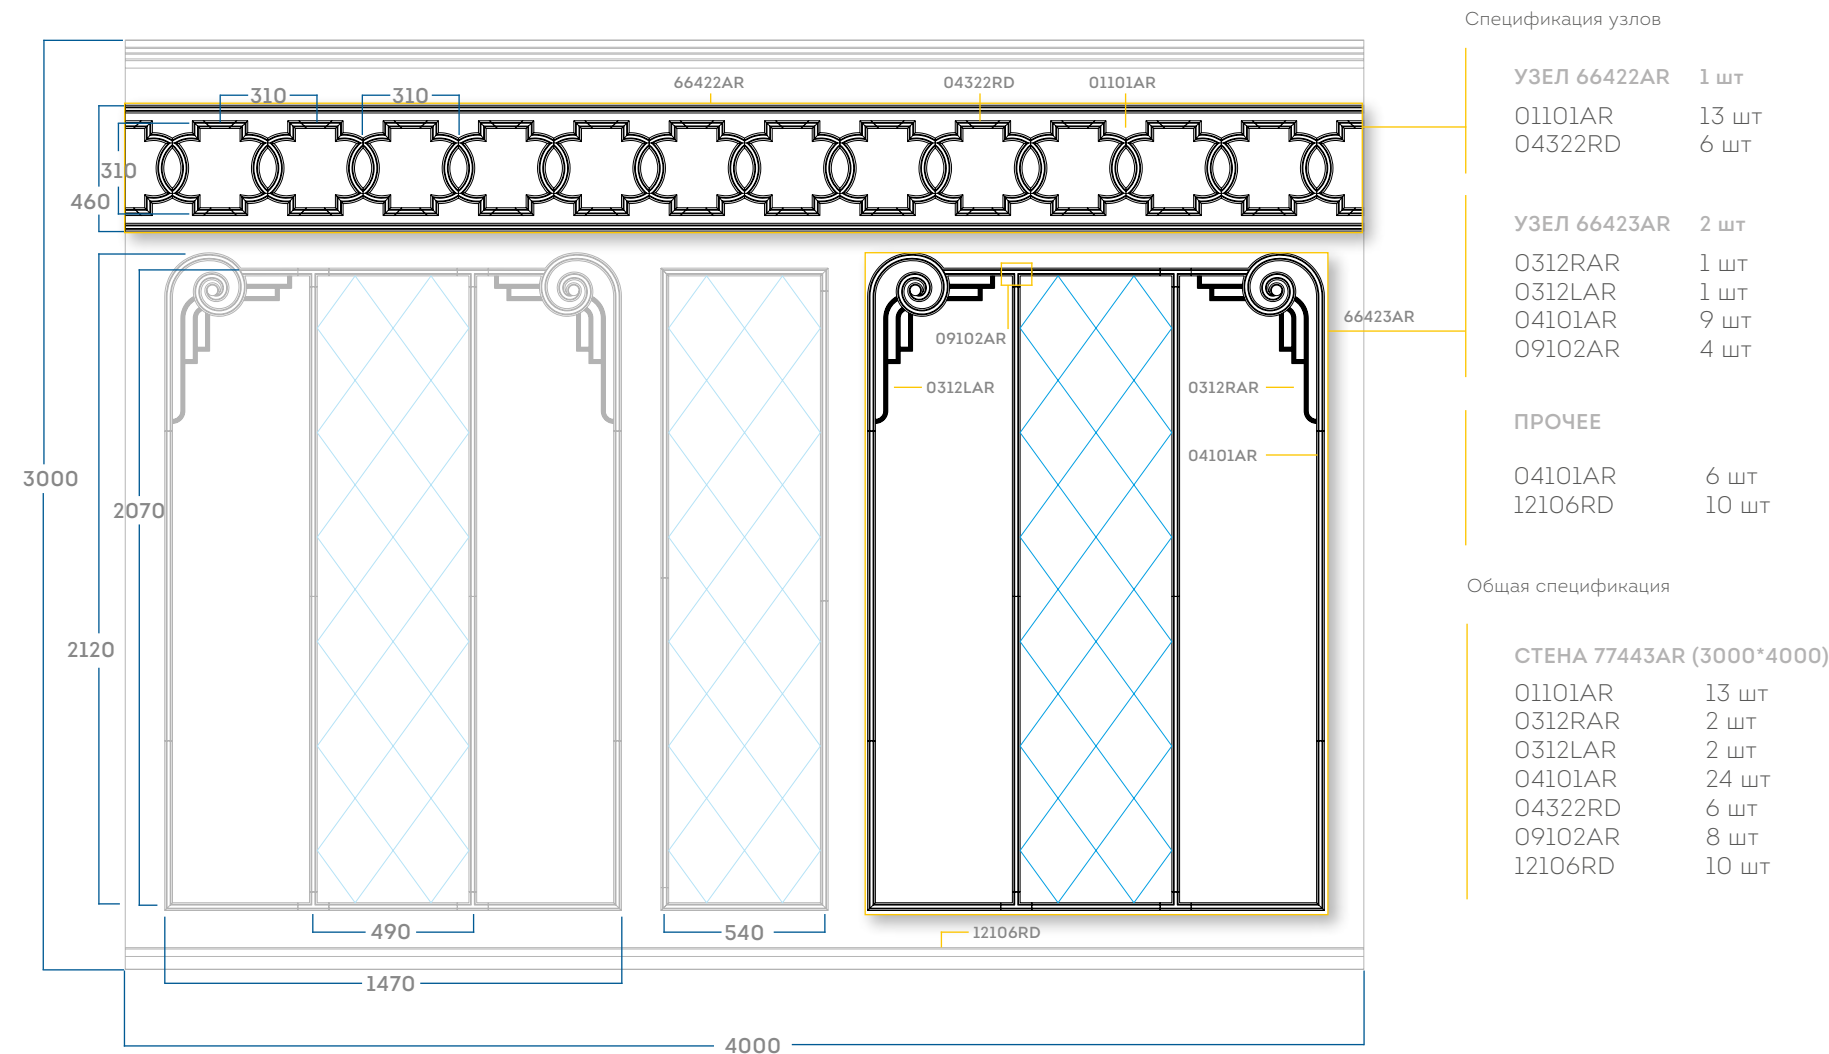 Спецификация узлов
66422AR 04322RD 01101AR
310 310
310
460
3000
2070
2120
490
540
1470
4000
09102AR
0312LAR
0312RAR
04101AR
66423AR
12106RD
УЗЕЛ 66422AR 1 шт
01101AR 13 шт
04322RD 6 шт
УЗЕЛ 66423AR 2 шт
0312RAR 1 шт
0312LAR 1 шт
04101AR 9 шт
09102AR 4 шт
ПРОЧЕЕ
04101AR 6 шт
12106RD 10 шт
Общая спецификация
СТЕНА 77443AR (3000*4000)
01101AR 13 шт
0312RAR 2 шт
0312LAR 2 шт
04101AR 24 шт
04322RD 6 шт
09102AR 8 шт
12106RD 10 шт